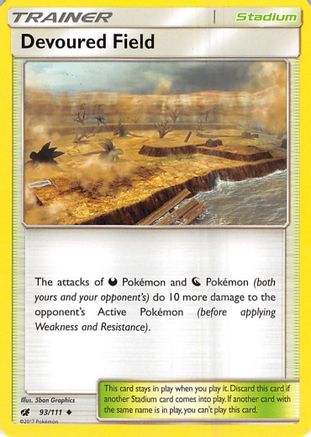 TRAINER Stadium
Devoured Field
The attacks of Pokémon and Pokémon (both
yours and your opponent's) do 10 more damage to the
opponent's Active Pokémon (before applying
Weakness and Resistance).
Illus. 5ban Graphics
93/111
©2017 Pokémon
This card stays in play when you play it. Discard this card if
another Stadium card comes into play. If another card with
the same name is in play, you can't play this card.